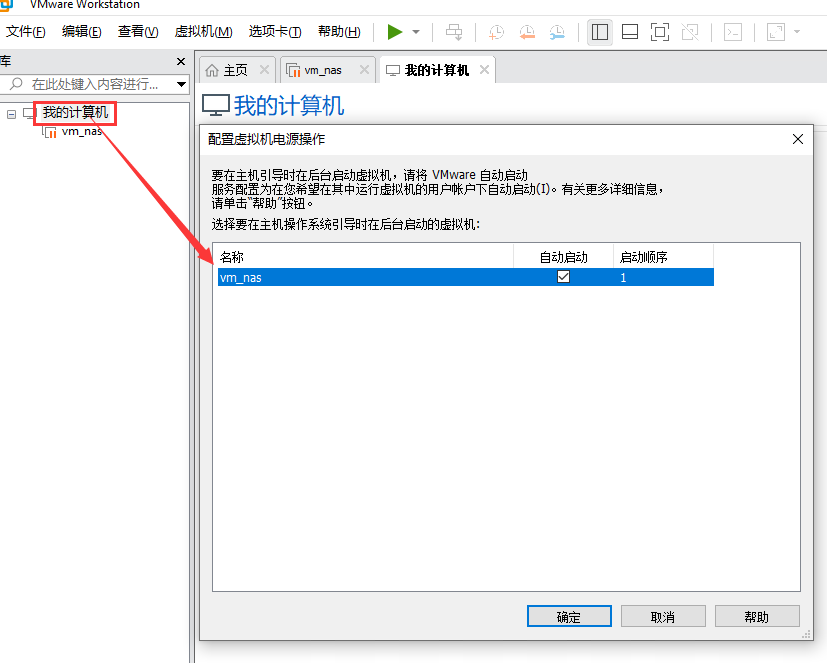 VMware Workstation
文件(F) 编辑(E) 查看(V) 虚拟机(M) 选项卡(T) 帮助(H)
库
在此处键入内容进行...
我的计算机
vm_nas
主页 vm_nas 我的计算机
我的计算机
配置虚拟机电源操作
要在主机引导时在后台启动虚拟机，请将 VMware 自动启动
服务配置为在您希望在其中运行虚拟机的用户帐户下自动启动(I)。有关更多详细信息，
请单击“帮助”按钮。
选择要在主机操作系统引导时在后台启动的虚拟机:
名称 自动启动 启动顺序
vm_nas 1
确定 取消 帮助